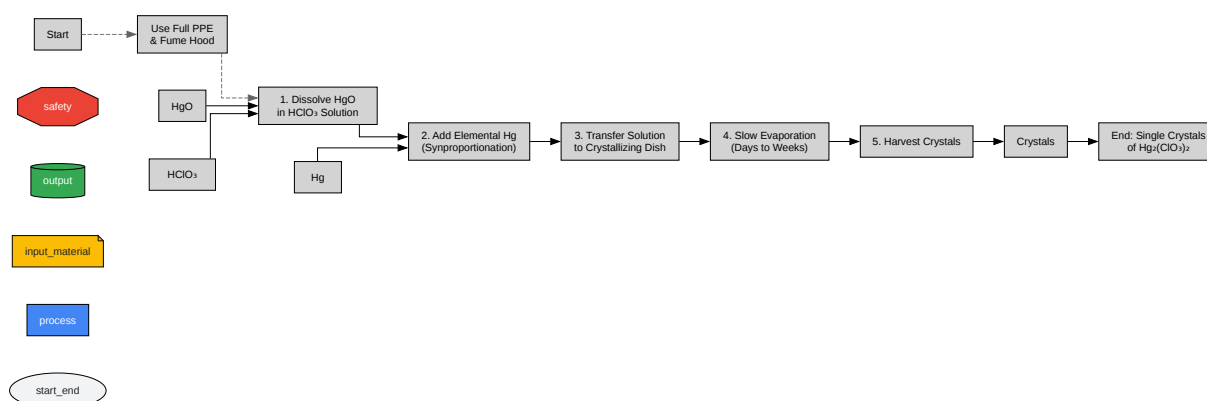 Start
Use Full PPE
& Fume Hood
safety
HgO
1. Dissolve HgO
in HClO₃ Solution
2. Add Elemental Hg
(Synproportionation)
3. Transfer Solution
to Crystallizing Dish
4. Slow Evaporation
(Days to Weeks)
5. Harvest Crystals
Crystals
End: Single Crystals
of Hg₂(ClO₃)₂
HClO₃
Hg
output
input_material
process
start_end